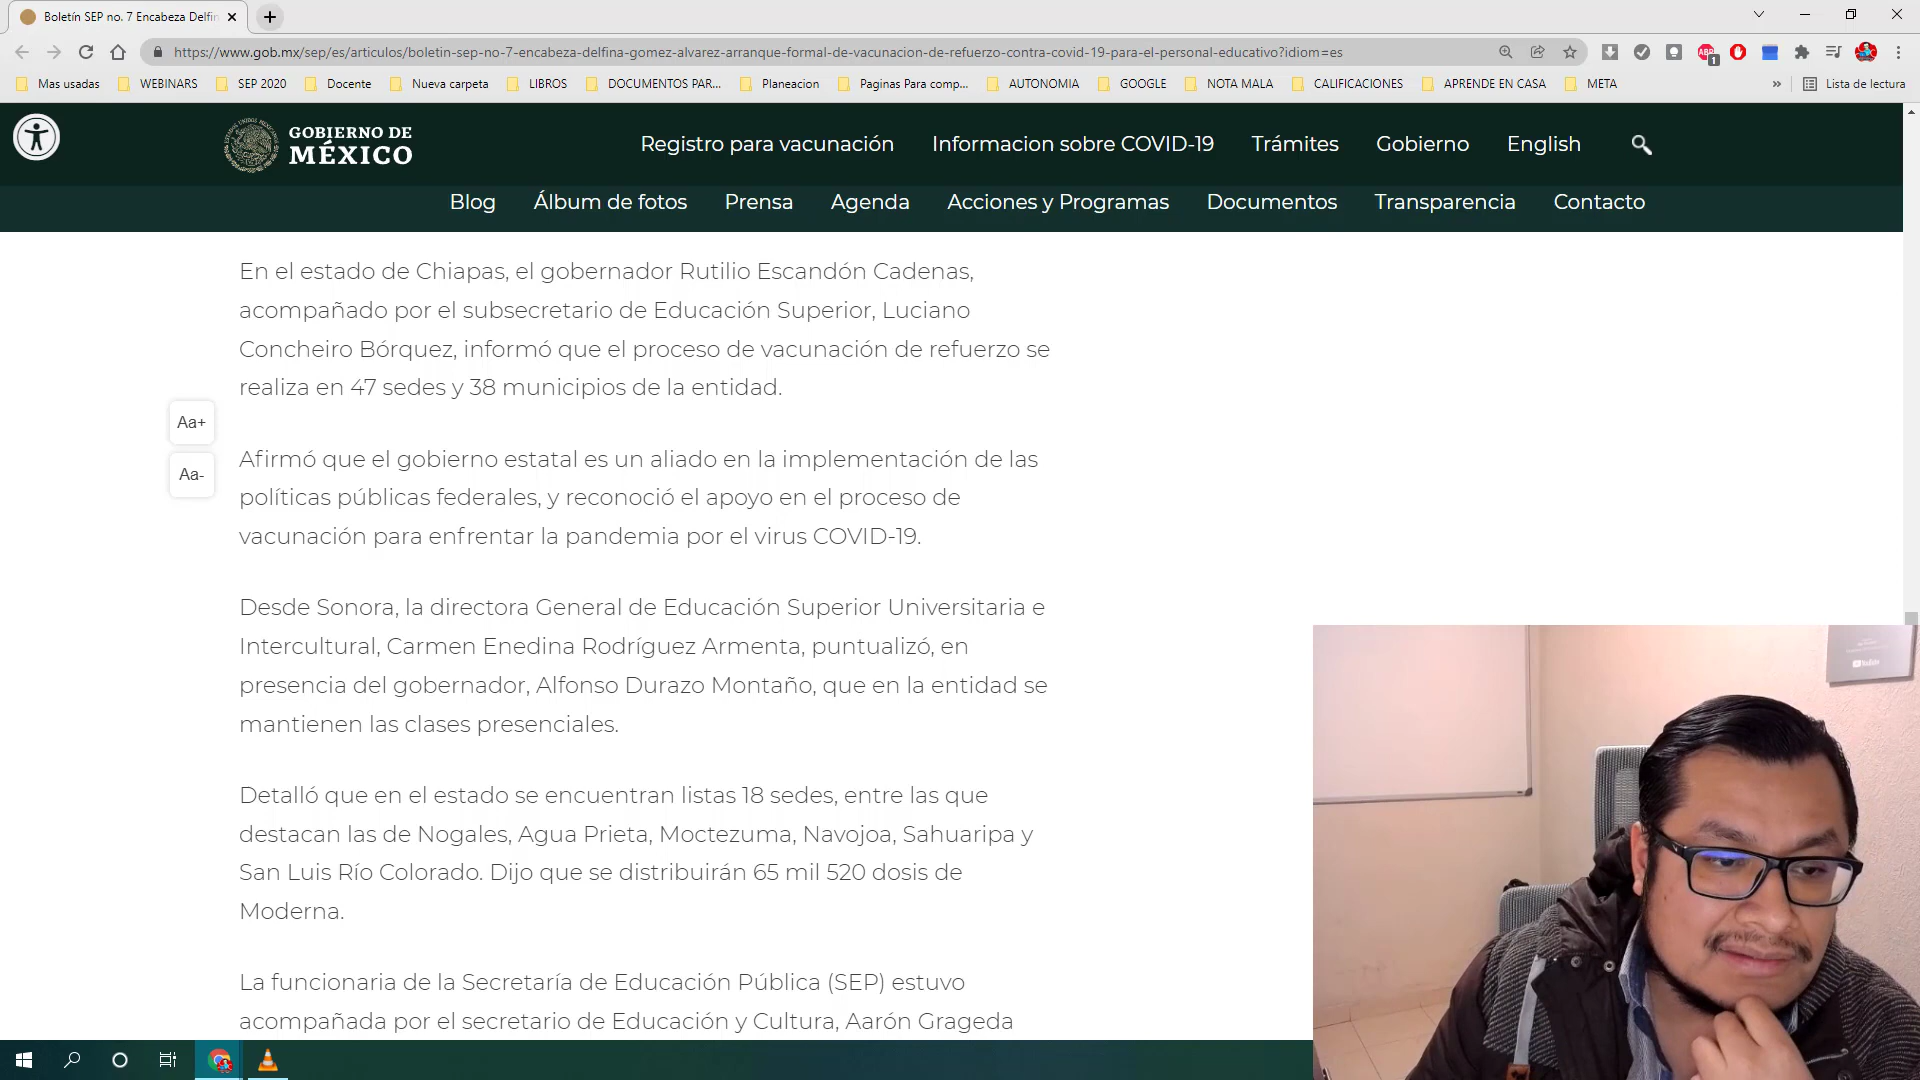 Boletín SEP no. 7 Encabeza Delfin
https://www.gob.mx/sep/es/articulos/boletin-sep-no-7-encabeza-delfina-gomez-alvarez-arranque-formal-de-vacunacion-de-refuerzo-contra-covid-19-para-el-personal-educativo?idiom=es
ABP
1
Mas usadas WEBINARS SEP 2020 Docente Nueva carpeta LIBROS DOCUMENTOS PAR... Planeacion Paginas Para comp... AUTONOMIA GOOGLE NOTA MALA CALIFICACIONES APRENDE EN CASA META » Lista de lectura
GOBIERNO DE
MÉXICO
Registro para vacunación Informacion sobre COVID-19 Trámites Gobierno English
Blog Álbum de fotos Prensa Agenda Acciones y Programas Documentos Transparencia Contacto
En el estado de Chiapas, el gobernador Rutilio Escandón Cadenas,
acompañado por el subsecretario de Educación Superior, Luciano
Concheiro Bórquez, informó que el proceso de vacunación de refuerzo se
realiza en 47 sedes y 38 municipios de la entidad.
Aa+
Aa-
Afirmó que el gobierno estatal es un aliado en la implementación de las
políticas públicas federales, y reconoció el apoyo en el proceso de
vacunación para enfrentar la pandemia por el virus COVID-19.
Desde Sonora, la directora General de Educación Superior Universitaria e
Intercultural, Carmen Enedina Rodríguez Armenta, puntualizó, en
presencia del gobernador, Alfonso Durazo Montaño, que en la entidad se
mantienen las clases presenciales.
Detalló que en el estado se encuentran listas 18 sedes, entre las que
destacan las de Nogales, Agua Prieta, Moctezuma, Navojoa, Sahuaripa y
San Luis Río Colorado. Dijo que se distribuirán 65 mil 520 dosis de
Moderna.
La funcionaria de la Secretaría de Educación Pública (SEP) estuvo
acompañada por el secretario de Educación y Cultura, Aarón Grageda
YouTube